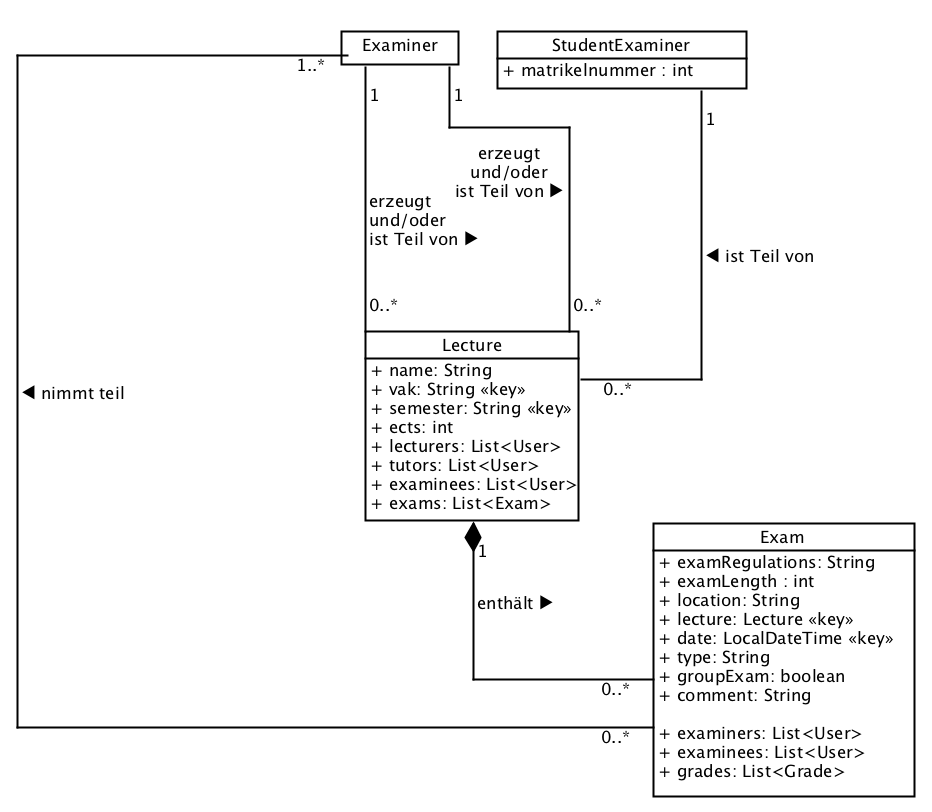 Examiner
1..*
1
1
StudentExaminer
+ matrikelnummer : int
1
erzeugt
und/oder
ist Teil von ▶
erzeugt
und/oder
ist Teil von ▶
◀ ist Teil von
0..*
0..*
0..*
Lecture
+ name: String
+ vak: String «key»
+ semester: String «key»
+ ects: int
+ lecturers: List<User>
+ tutors: List<User>
+ examinees: List<User>
+ exams: List<Exam>
◀ nimmt teil
1
enthält ▶
0..*
0..*
Exam
+ examRegulations: String
+ examLength : int
+ location: String
+ lecture: Lecture «key»
+ date: LocalDateTime «key»
+ type: String
+ groupExam: boolean
+ comment: String
+ examiners: List<User>
+ examinees: List<User>
+ grades: List<Grade>